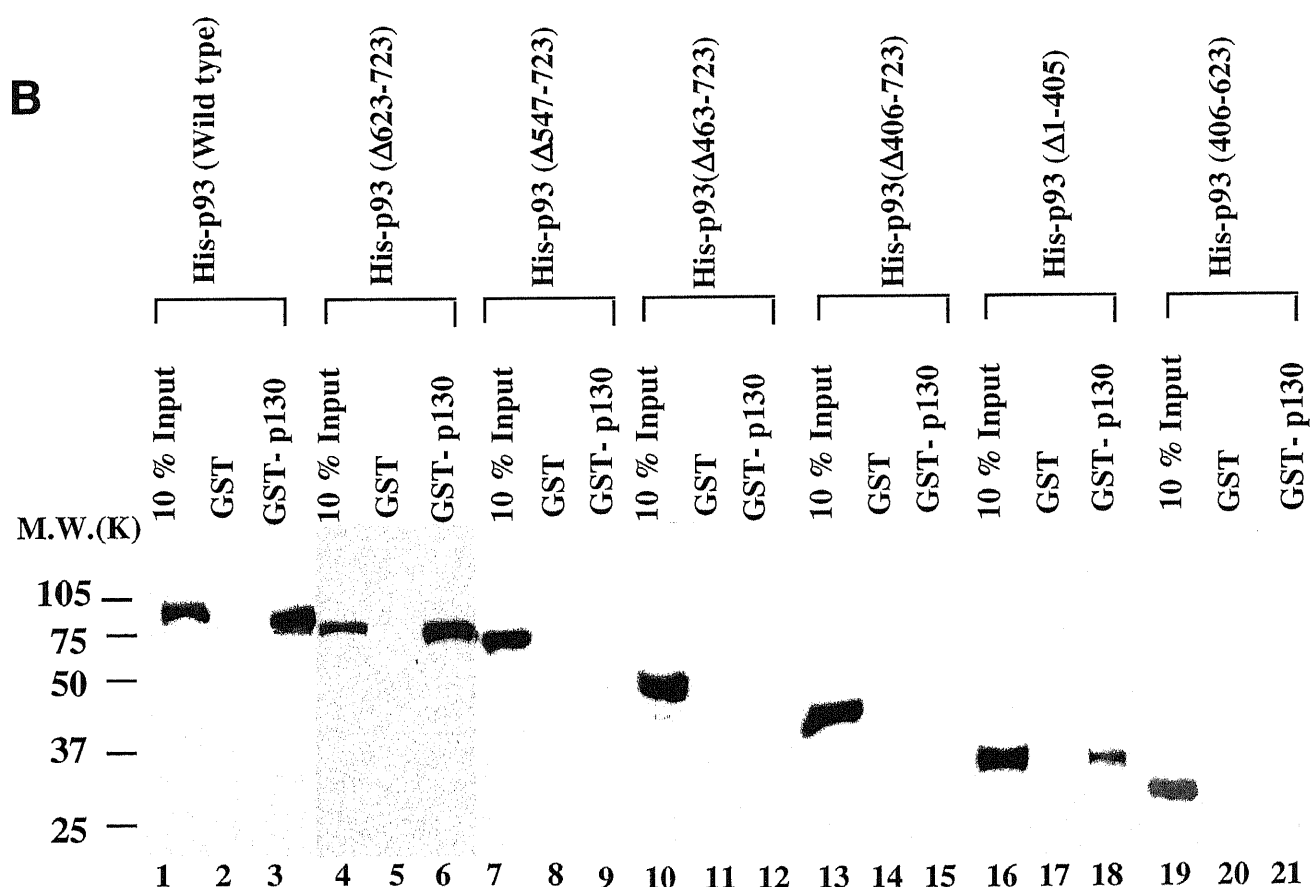 B
His-p93 (Wild type)
His-p93 (Δ623-723)
His-p93 (Δ547-723)
His-p93(Δ463-723)
His-p93(Δ406-723)
His-p93 (Δ1-405)
His-p93 (406-623)
10 % Input
GST
GST- p130
10 % Input
GST
GST- p130
10 % Input
GST
GST- p130
10 % Input
GST
GST- p130
10 % Input
GST
GST- p130
10 % Input
GST
GST- p130
10 % Input
GST
GST- p130
M.W.(K)
105
75
50
37
25
1 2 3 4 5 6 7 8 9 10 11 12 13 14 15 16 17 18 19 20 21